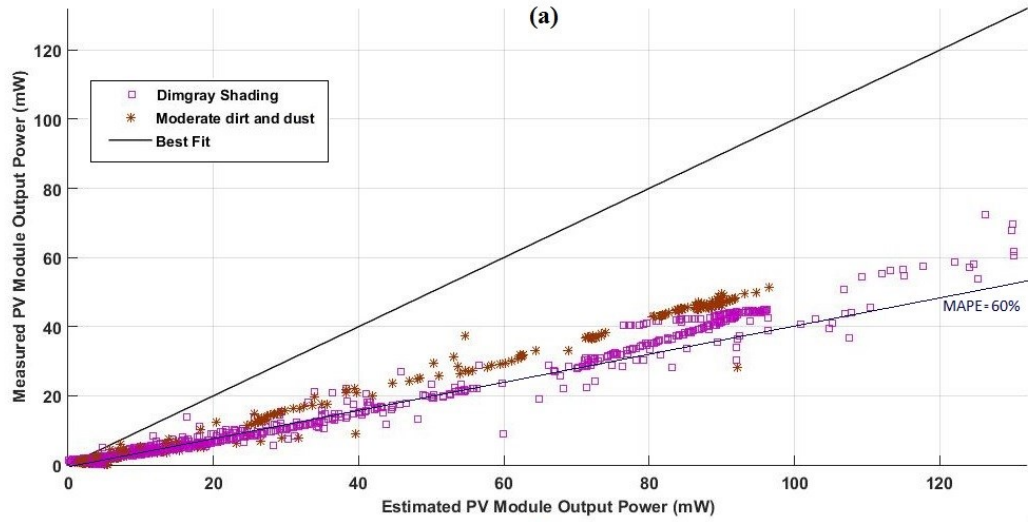 (a)
Measured PV Module Output Power (mW)
120
100
80
60
40
20
0
Dimgray Shading
Moderate dirt and dust
Best Fit
MAPE=60%
0 20 40 60 80 100 120
Estimated PV Module Output Power (mW)